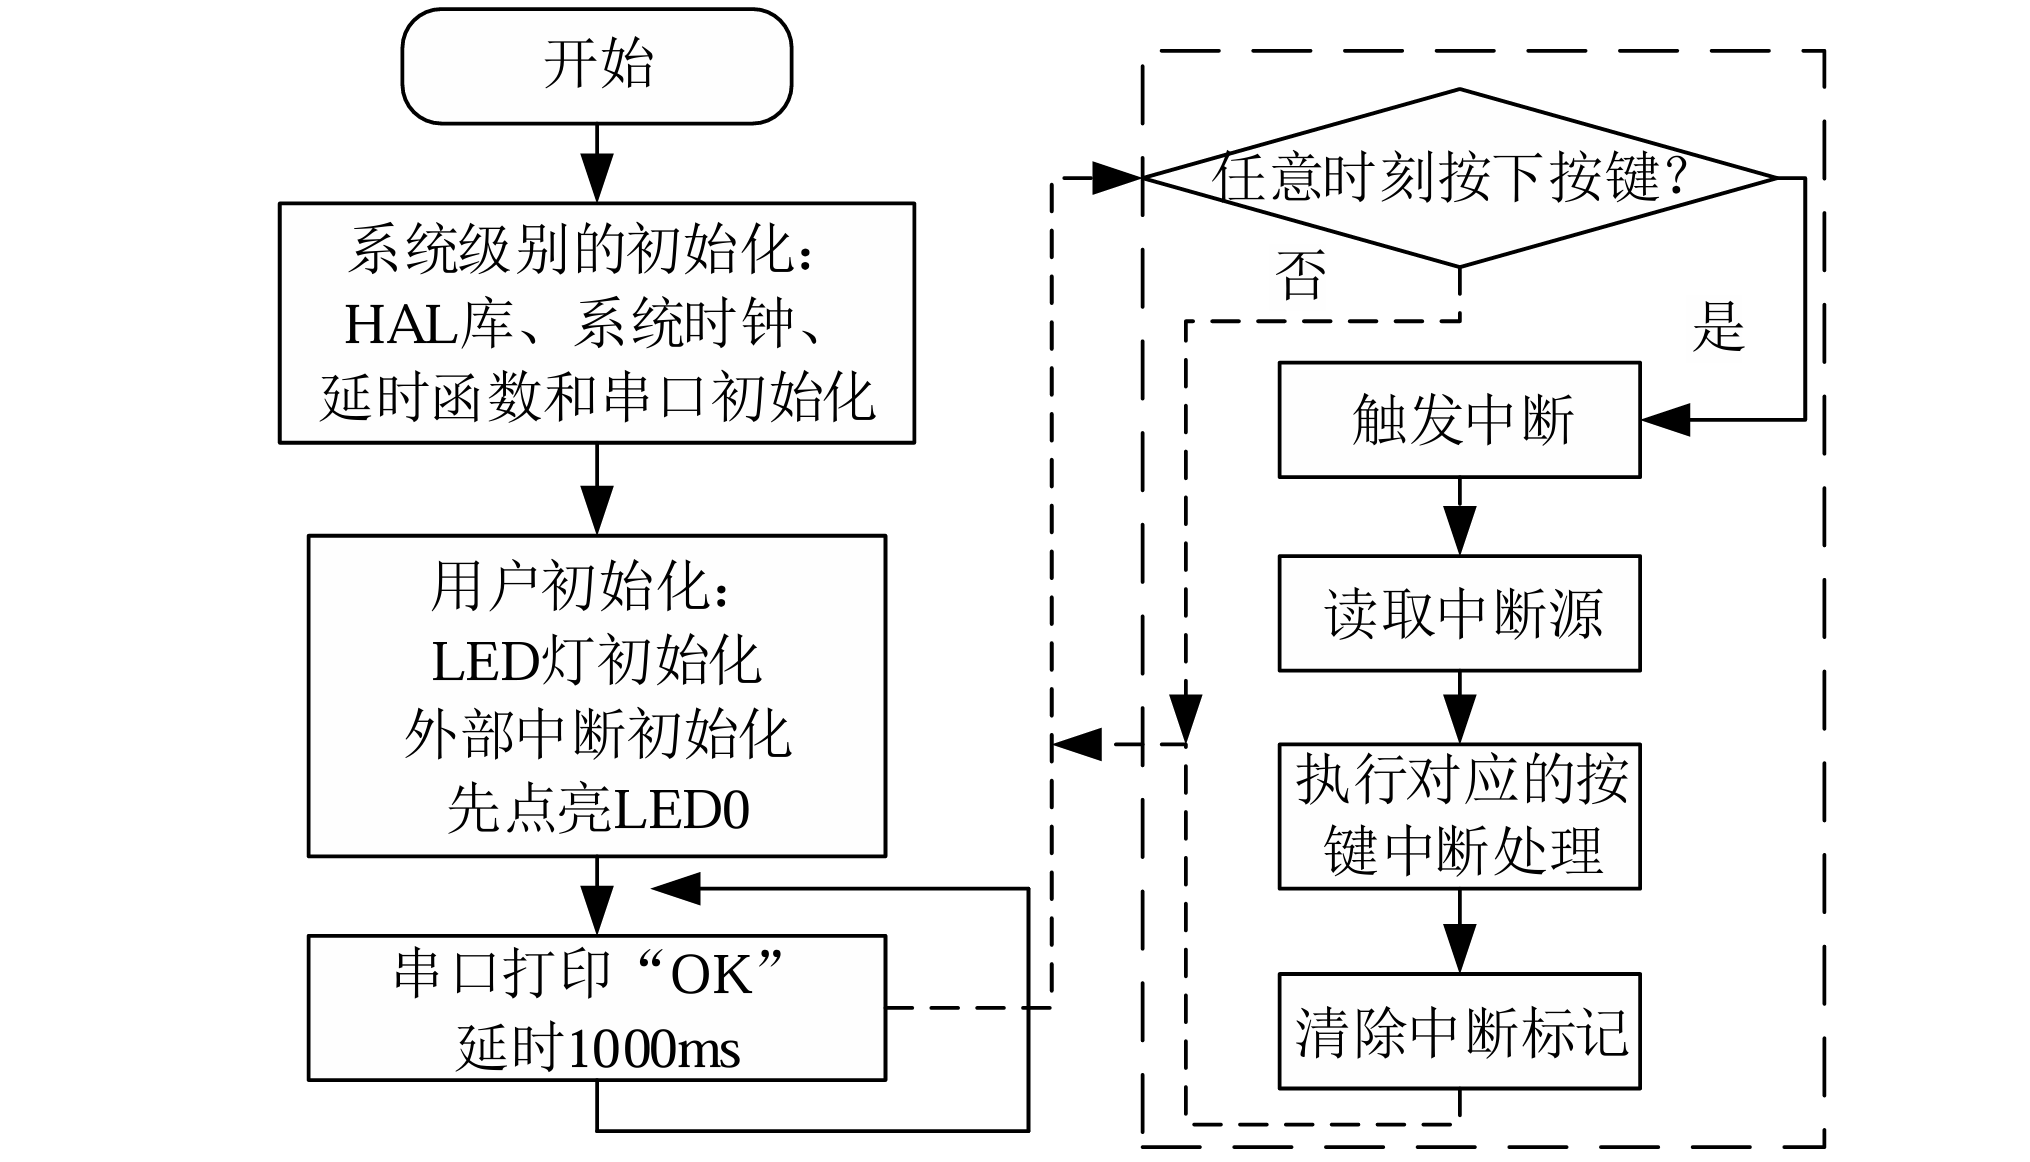 开始
系统级别的初始化：
HAL库、系统时钟、
延时函数和串口初始化
用户初始化：
LED灯初始化
外部中断初始化
先点亮LED0
串口打印“OK”
延时1000ms
任意时刻按下按键？
否
是
触发中断
读取中断源
执行对应的按
键中断处理
清除中断标记